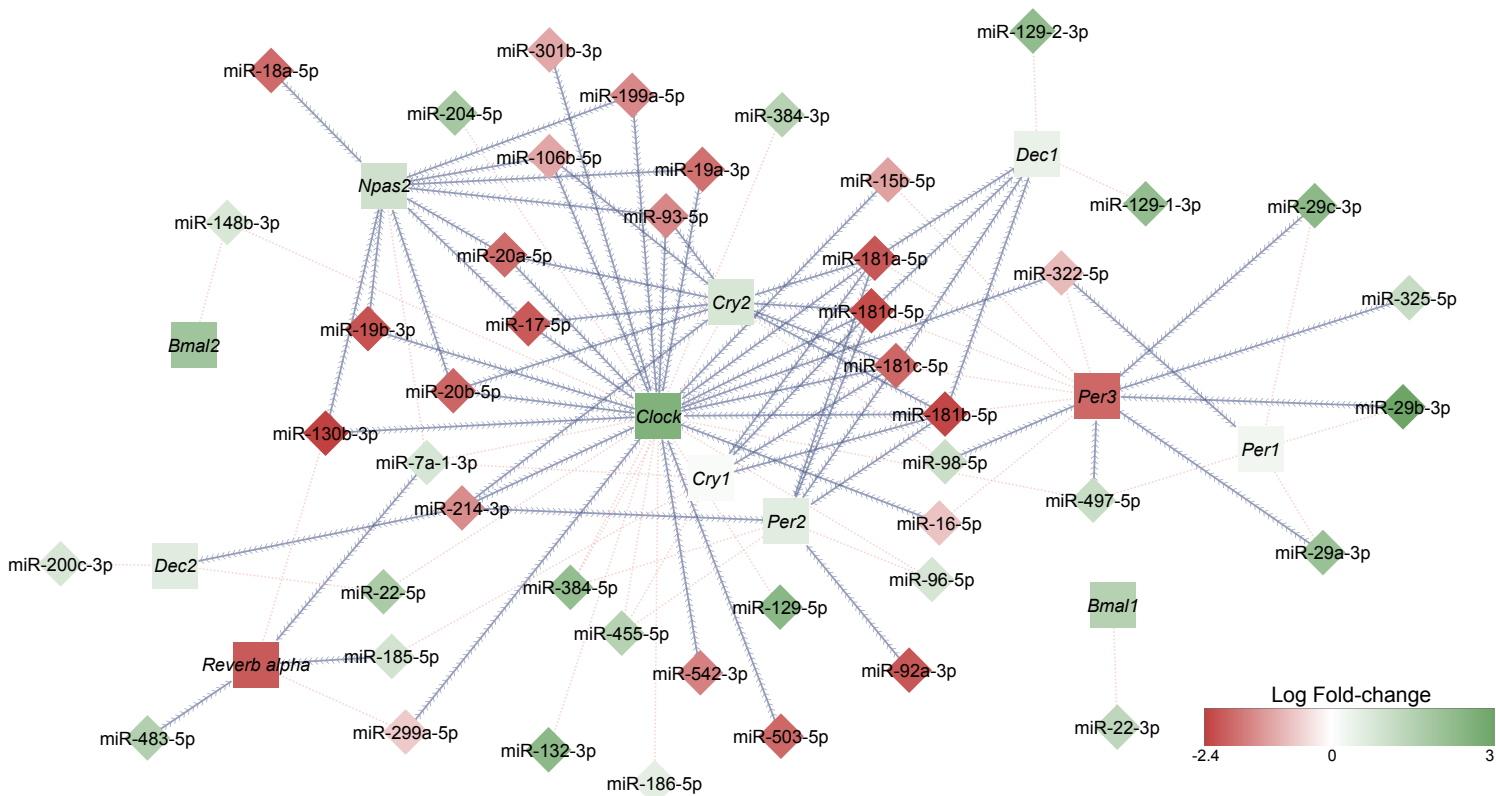 miR-129-2-3p
miR-301b-3p
miR-18a-5p
miR-199a-5p
miR-204-5p
miR-384-3p
miR-106b-5p
Dec1
miR-19a-3p
miR-15b-5p
Npas2
miR-129-1-3p
miR-29c-3p
miR-148b-3p
miR-93-5p
miR-20a-5p
miR-181a-5p
miR-322-5p
Cry2
miR-325-5p
miR-181d-5p
miR-17-5p
miR-19b-3p
Bmal2
miR-181c-5p
miR-20b-5p
Per3
miR-29b-3p
Clock
miR-181b-5p
miR-130b-3p
Per1
miR-7a-1-3p
miR-98-5p
Cry1
miR-497-5p
miR-214-3p
Per2
miR-16-5p
miR-29a-3p
miR-200c-3p
Dec2
miR-96-5p
miR-384-5p
miR-22-5p
Bmal1
miR-129-5p
miR-455-5p
miR-185-5p
Reverb alpha
miR-542-3p
miR-92a-3p
Log Fold-change
miR-22-3p
miR-299a-5p
miR-483-5p
miR-503-5p
miR-132-3p
-2.4
0
3
miR-186-5p